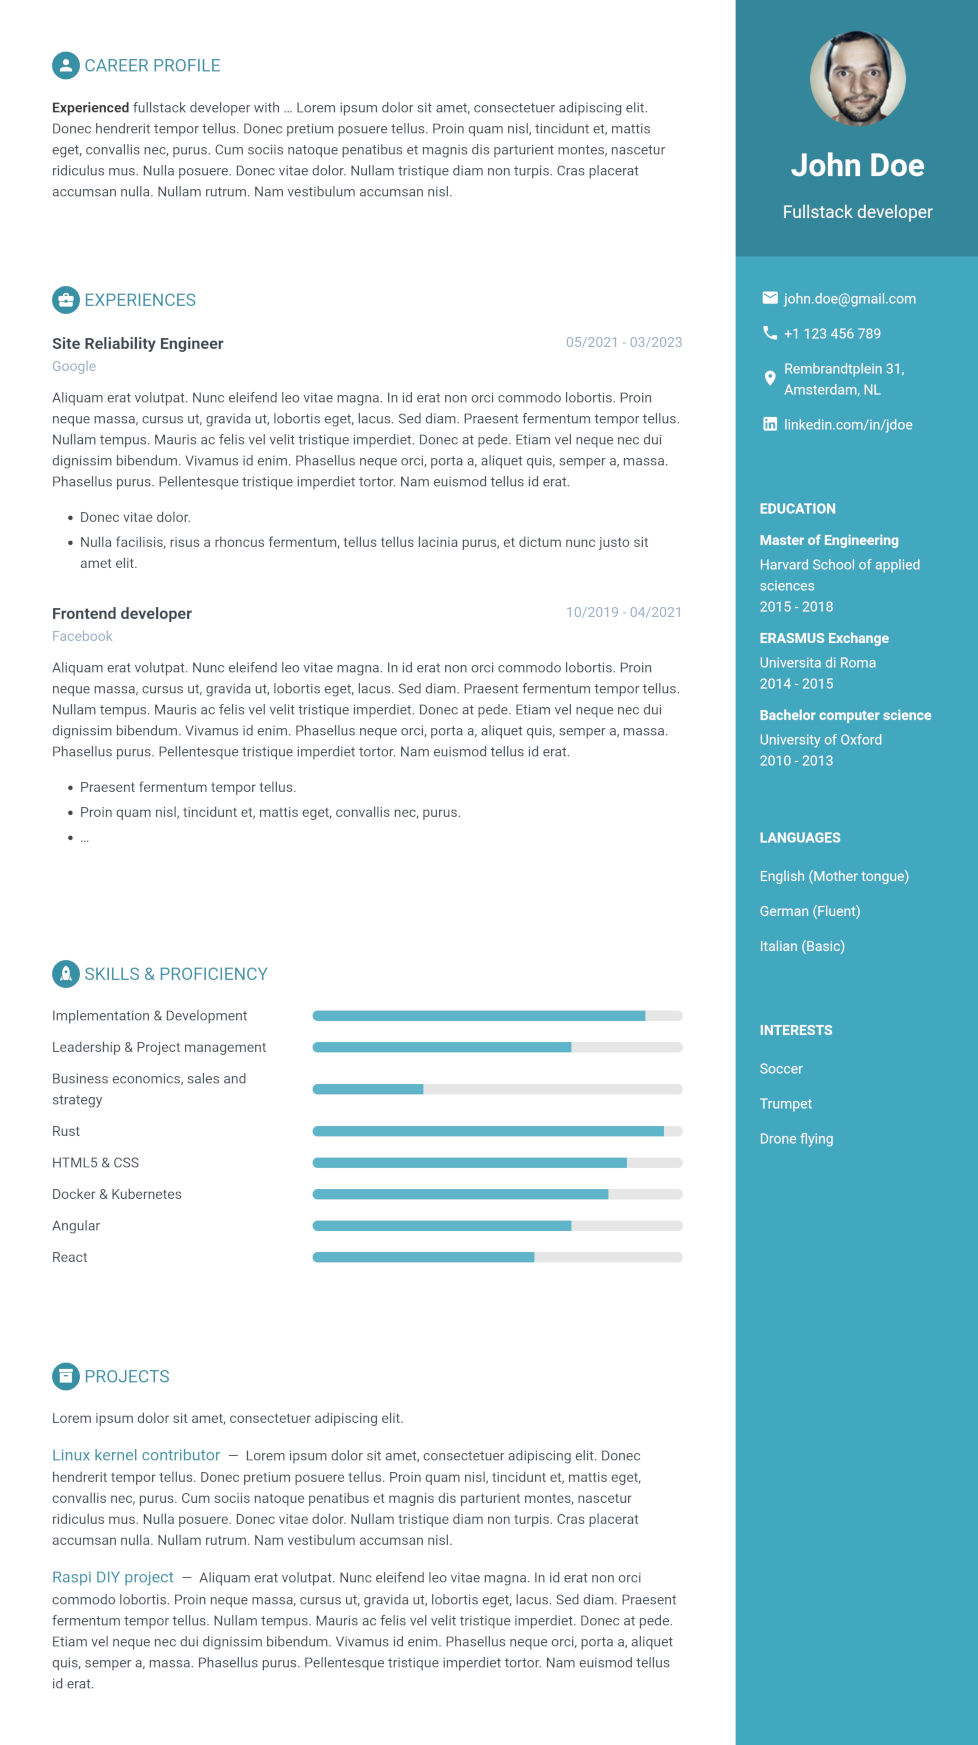 CAREER PROFILE
Experienced fullstack developer with ... Lorem ipsum dolor sit amet, consectetuer adipiscing elit.
Donec hendrerit tempor tellus. Donec pretium posuere tellus. Proin quam nisl, tincidunt et, mattis
eget, convallis nec, purus. Cum sociis natoque penatibus et magnis dis parturient montes, nascetur
ridiculus mus. Nulla posuere. Donec vitae dolor. Nullam tristique diam non turpis. Cras placerat
accumsan nulla. Nullam rutrum. Nam vestibulum accumsan nisl.
EXPERIENCES
Site Reliability Engineer 05/2021 - 03/2023
Google
Aliquam erat volutpat. Nunc eleifend leo vitae magna. In id erat non orci commodo lobortis. Proin
neque massa, cursus ut, gravida ut, lobortis eget, lacus. Sed diam. Praesent fermentum tempor tellus.
Nullam tempus. Mauris ac felis vel velit tristique imperdiet. Donec at pede. Etiam vel neque nec dui
dignissim bibendum. Vivamus id enim. Phasellus neque orci, porta a, aliquet quis, semper a, massa.
Phasellus purus. Pellentesque tristique imperdiet tortor. Nam euismod tellus id erat.
• Donec vitae dolor.
• Nulla facilisis, risus a rhoncus fermentum, tellus tellus lacinia purus, et dictum nunc justo sit
amet elit.
Frontend developer 10/2019 - 04/2021
Facebook
Aliquam erat volutpat. Nunc eleifend leo vitae magna. In id erat non orci commodo lobortis. Proin
neque massa, cursus ut, gravida ut, lobortis eget, lacus. Sed diam. Praesent fermentum tempor tellus.
Nullam tempus. Mauris ac felis vel velit tristique imperdiet. Donec at pede. Etiam vel neque nec dui
dignissim bibendum. Vivamus id enim. Phasellus neque orci, porta a, aliquet quis, semper a, massa.
Phasellus purus. Pellentesque tristique imperdiet tortor. Nam euismod tellus id erat.
• Praesent fermentum tempor tellus.
• Proin quam nisl, tincidunt et, mattis eget, convallis nec, purus.
• ...
SKILLS & PROFICIENCY
Implementation & Development
Leadership & Project management
Business economics, sales and
strategy
Rust
HTML5 & CSS
Docker & Kubernetes
Angular
React
PROJECTS
Lorem ipsum dolor sit amet, consectetuer adipiscing elit.
Linux kernel contributor — Lorem ipsum dolor sit amet, consectetuer adipiscing elit. Donec
hendrerit tempor tellus. Donec pretium posuere tellus. Proin quam nisl, tincidunt et, mattis eget,
convallis nec, purus. Cum sociis natoque penatibus et magnis dis parturient montes, nascetur
ridiculus mus. Nulla posuere. Donec vitae dolor. Nullam tristique diam non turpis. Cras placerat
accumsan nulla. Nullam rutrum. Nam vestibulum accumsan nisl.
Raspi DIY project — Aliquam erat volutpat. Nunc eleifend leo vitae magna. In id erat non orci
commodo lobortis. Proin neque massa, cursus ut, gravida ut, lobortis eget, lacus. Sed diam. Praesent
fermentum tempor tellus. Nullam tempus. Mauris ac felis vel velit tristique imperdiet. Donec at pede.
Etiam vel neque nec dui dignissim bibendum. Vivamus id enim. Phasellus neque orci, porta a, aliquet
quis, semper a, massa. Phasellus purus. Pellentesque tristique imperdiet tortor. Nam euismod tellus
id erat.
John Doe
Fullstack developer
john.doe@gmail.com
+1 123 456 789
Rembrandtplein 31,
Amsterdam, NL
linkedin.com/in/jdoe
EDUCATION
Master of Engineering
Harvard School of applied
sciences
2015 - 2018
ERASMUS Exchange
Universita di Roma
2014 - 2015
Bachelor computer science
University of Oxford
2010 - 2013
LANGUAGES
English (Mother tongue)
German (Fluent)
Italian (Basic)
INTERESTS
Soccer
Trumpet
Drone flying